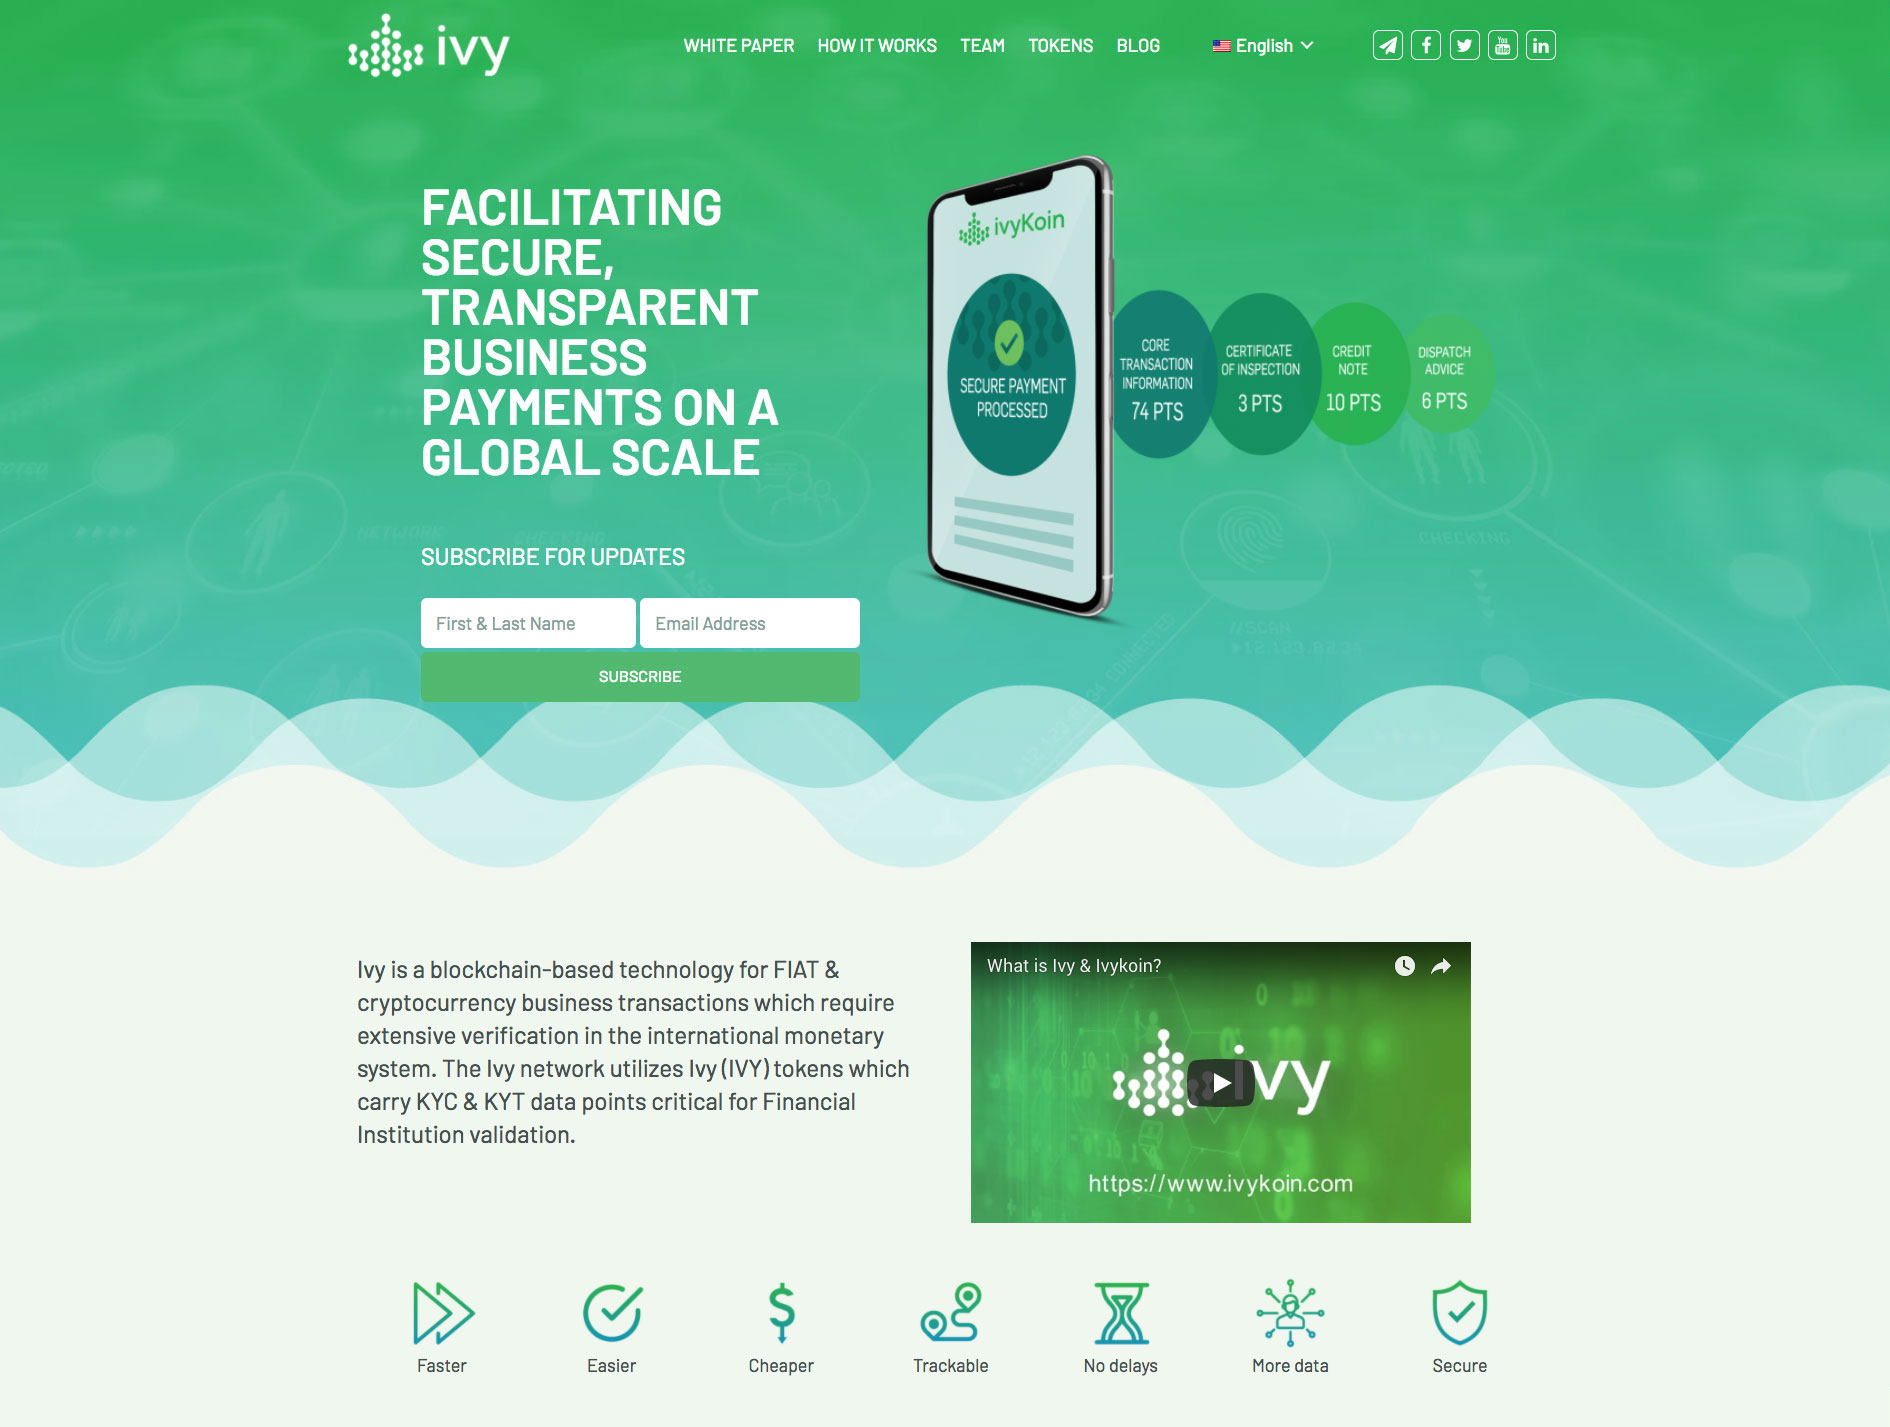 ivy
WHITE PAPER HOW IT WORKS TEAM TOKENS BLOG English
FACILITATING
SECURE,
TRANSPARENT
BUSINESS
PAYMENTS ON A
GLOBAL SCALE
ivyKoin
SECURE PAYMENT
PROCESSED
CORE
TRANSACTION
INFORMATION
74 PTS
CERTIFICATE
OF INSPECTION
3 PTS
CREDIT
NOTE
10 PTS
DISPATCH
ADVICE
6 PTS
NETWORK
CHECKING
CHECKING
SUBSCRIBE FOR UPDATES
First & Last Name
Email Address
SUBSCRIBE
//SCAN
CONNECTED
Ivy is a blockchain-based technology for FIAT &
cryptocurrency business transactions which require
extensive verification in the international monetary
system. The Ivy network utilizes Ivy (IVY) tokens which
carry KYC & KYT data points critical for Financial
Institution validation.
What is Ivy & Ivykoin?
ivy
https://www.ivykoin.com
Faster
Easier
Cheaper
Trackable
No delays
More data
Secure